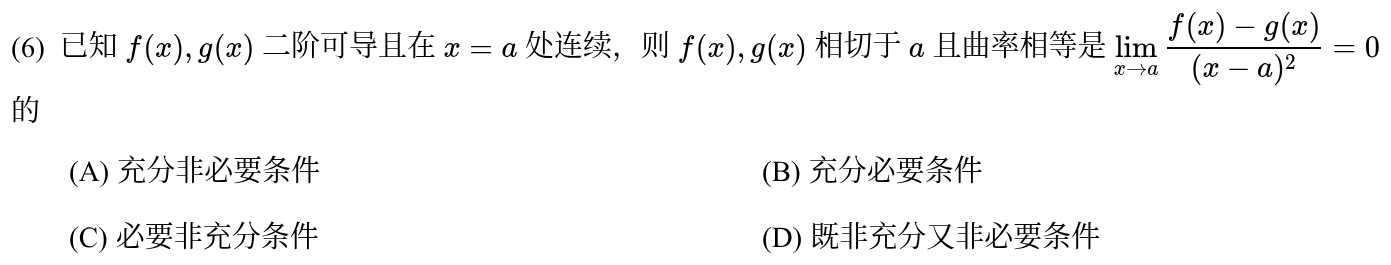 (6) 已知 f(x), g(x) 二阶可导且在 x = a 处连续，则 f(x), g(x) 相切于 a 且曲率相等是 $\lim_{x \to a} \frac{f(x) - g(x)}{(x - a)^2} = 0$
的
(A) 充分非必要条件 (B) 充分必要条件
(C) 必要非充分条件 (D) 既非充分又非必要条件